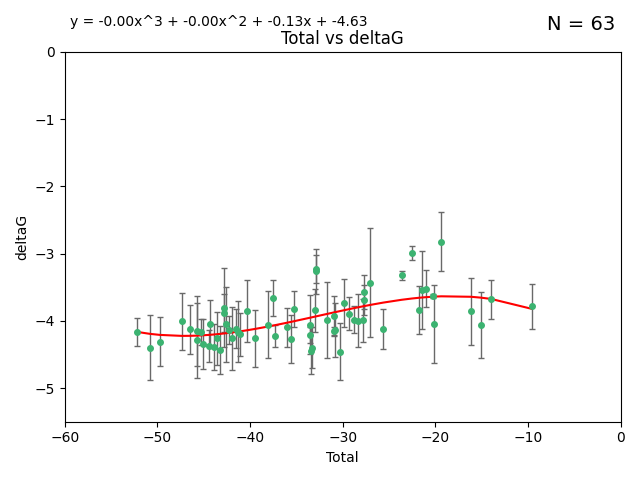 y = -0.00x^3 + -0.00x^2 + -0.13x + -4.63
N = 63
Total vs deltaG
0
−1
−2
−3
−4
−5
deltaG
−60 −50 −40 −30 −20 −10 0
Total